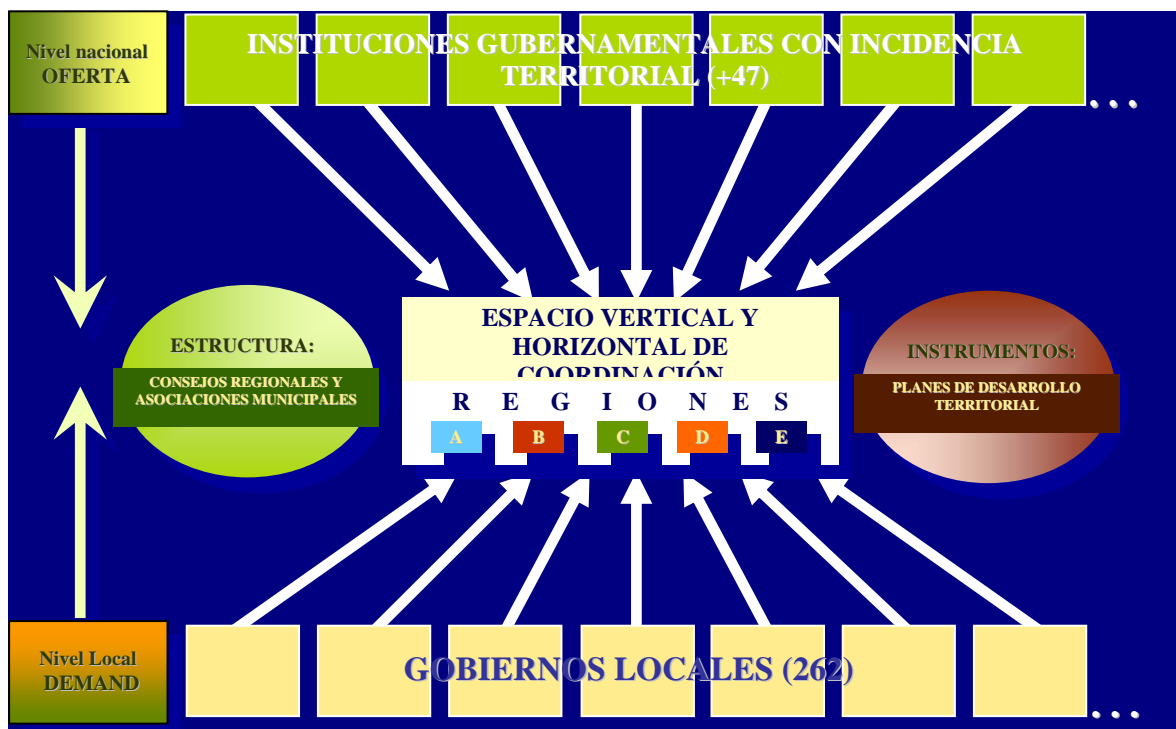 Nivel nacional
OFERTA
INSTITUCIONES GUBERNAMENTALES CON INCIDENCIA
TERRITORIAL (+47)
...
ESTRUCTURA:
CONSEJOS REGIONALES Y
ASOCIACIONES MUNICIPALES
ESPACIO VERTICAL Y
HORIZONTAL DE
COORDINACIÓN
R E G I O N E S
A B C D E
INSTRUMENTOS:
PLANES DE DESARROLLO
TERRITORIAL
Nivel Local
DEMAND
GOBIERNOS LOCALES (262)
...